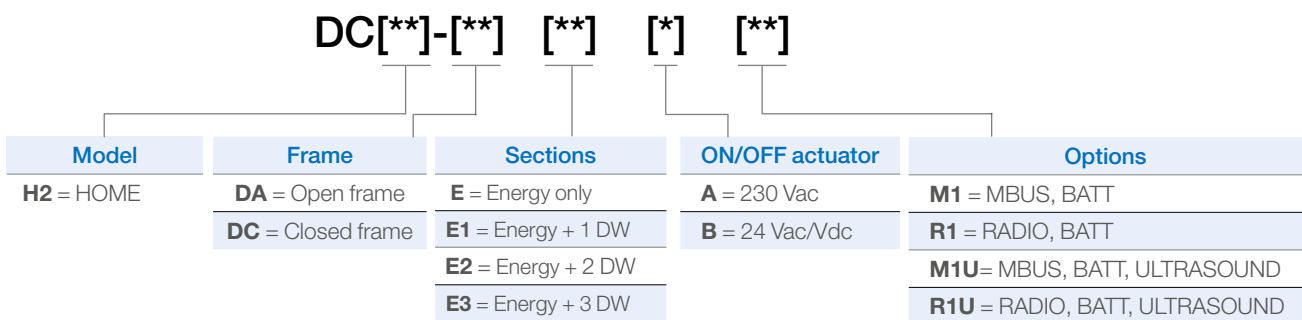 DC[**]-[**] [**] [*] [**]
Model Frame Sections ON/OFF actuator Options
H2 = HOME DA = Open frame E = Energy only A = 230 Vac M1 = MBUS, BATT
DC = Closed frame E1 = Energy + 1 DW B = 24 Vac/Vdc R1 = RADIO, BATT
E2 = Energy + 2 DW M1U= MBUS, BATT, ULTRASOUND
E3 = Energy + 3 DW R1U = RADIO, BATT, ULTRASOUND